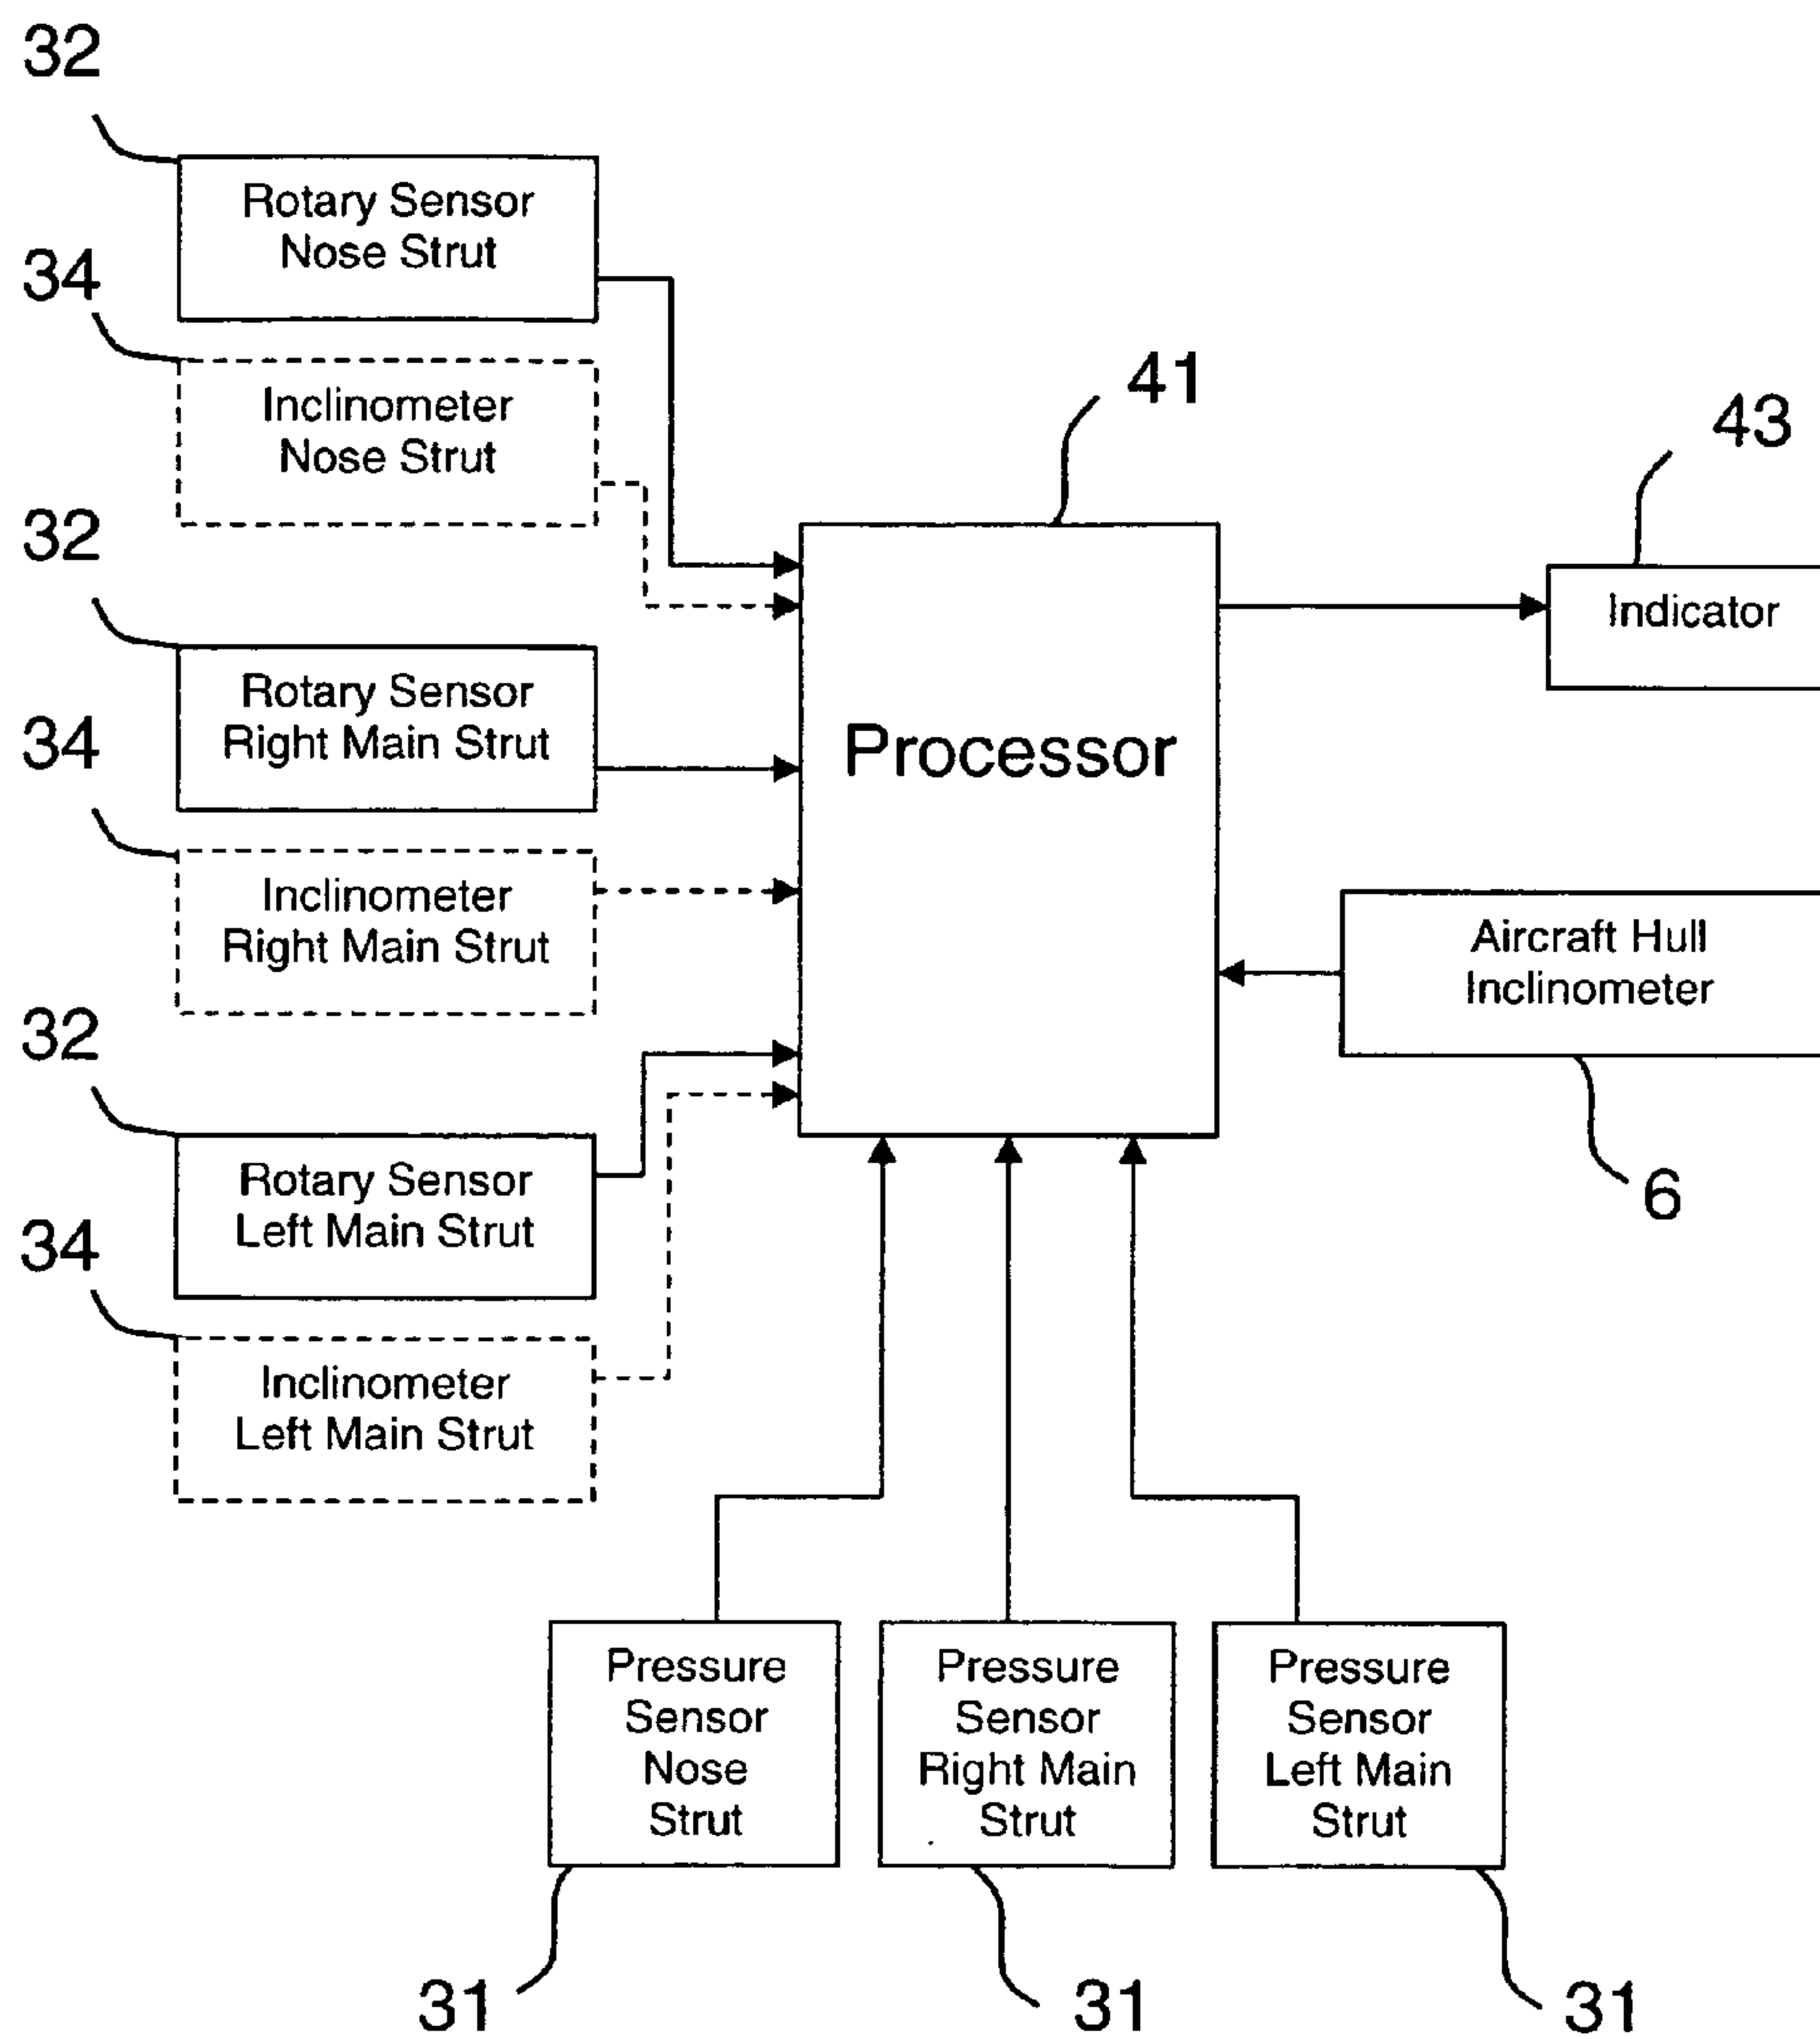 32
Rotary Sensor
Nose Strut
34
Inclinometer
Nose Strut
32
Rotary Sensor
Right Main Strut
34
Inclinometer
Right Main Strut
32
Rotary Sensor
Left Main Strut
34
Inclinometer
Left Main Strut
41
Processor
43
Indicator
Aircraft Hull
Inclinometer
6
Pressure
Sensor
Nose
Strut
31
Pressure
Sensor
Right Main
Strut
31
Pressure
Sensor
Left Main
Strut
31